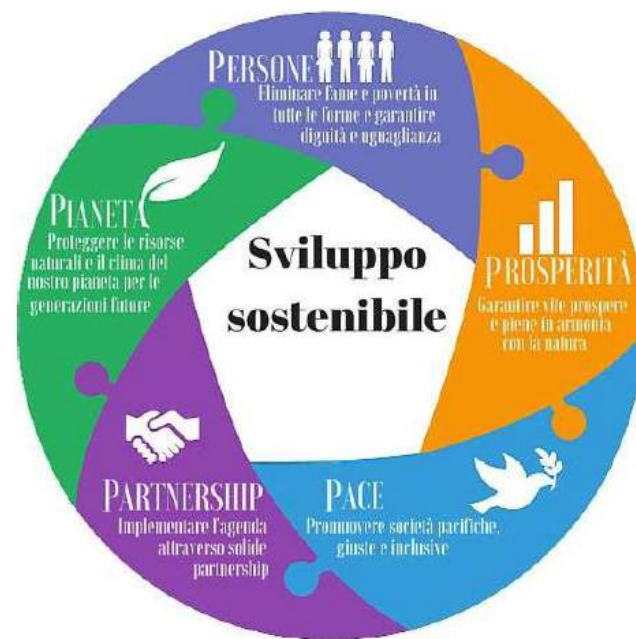 PERSONE
Eliminare fame e povertà in
tutte le forme e garantire
dignità e uguaglianza
PROSPERITÀ
Garantire vite prospere
e piene in armonia
con la natura
PACE
Promuovere società pacifiche,
giuste e inclusive
PARTNERSHIP
Implementare l'agenda
attraverso solide
partnership
PIANETA
Proteggere le risorse
naturali e il clima del
nostro pianeta per le
generazioni future
Sviluppo
sostenibile